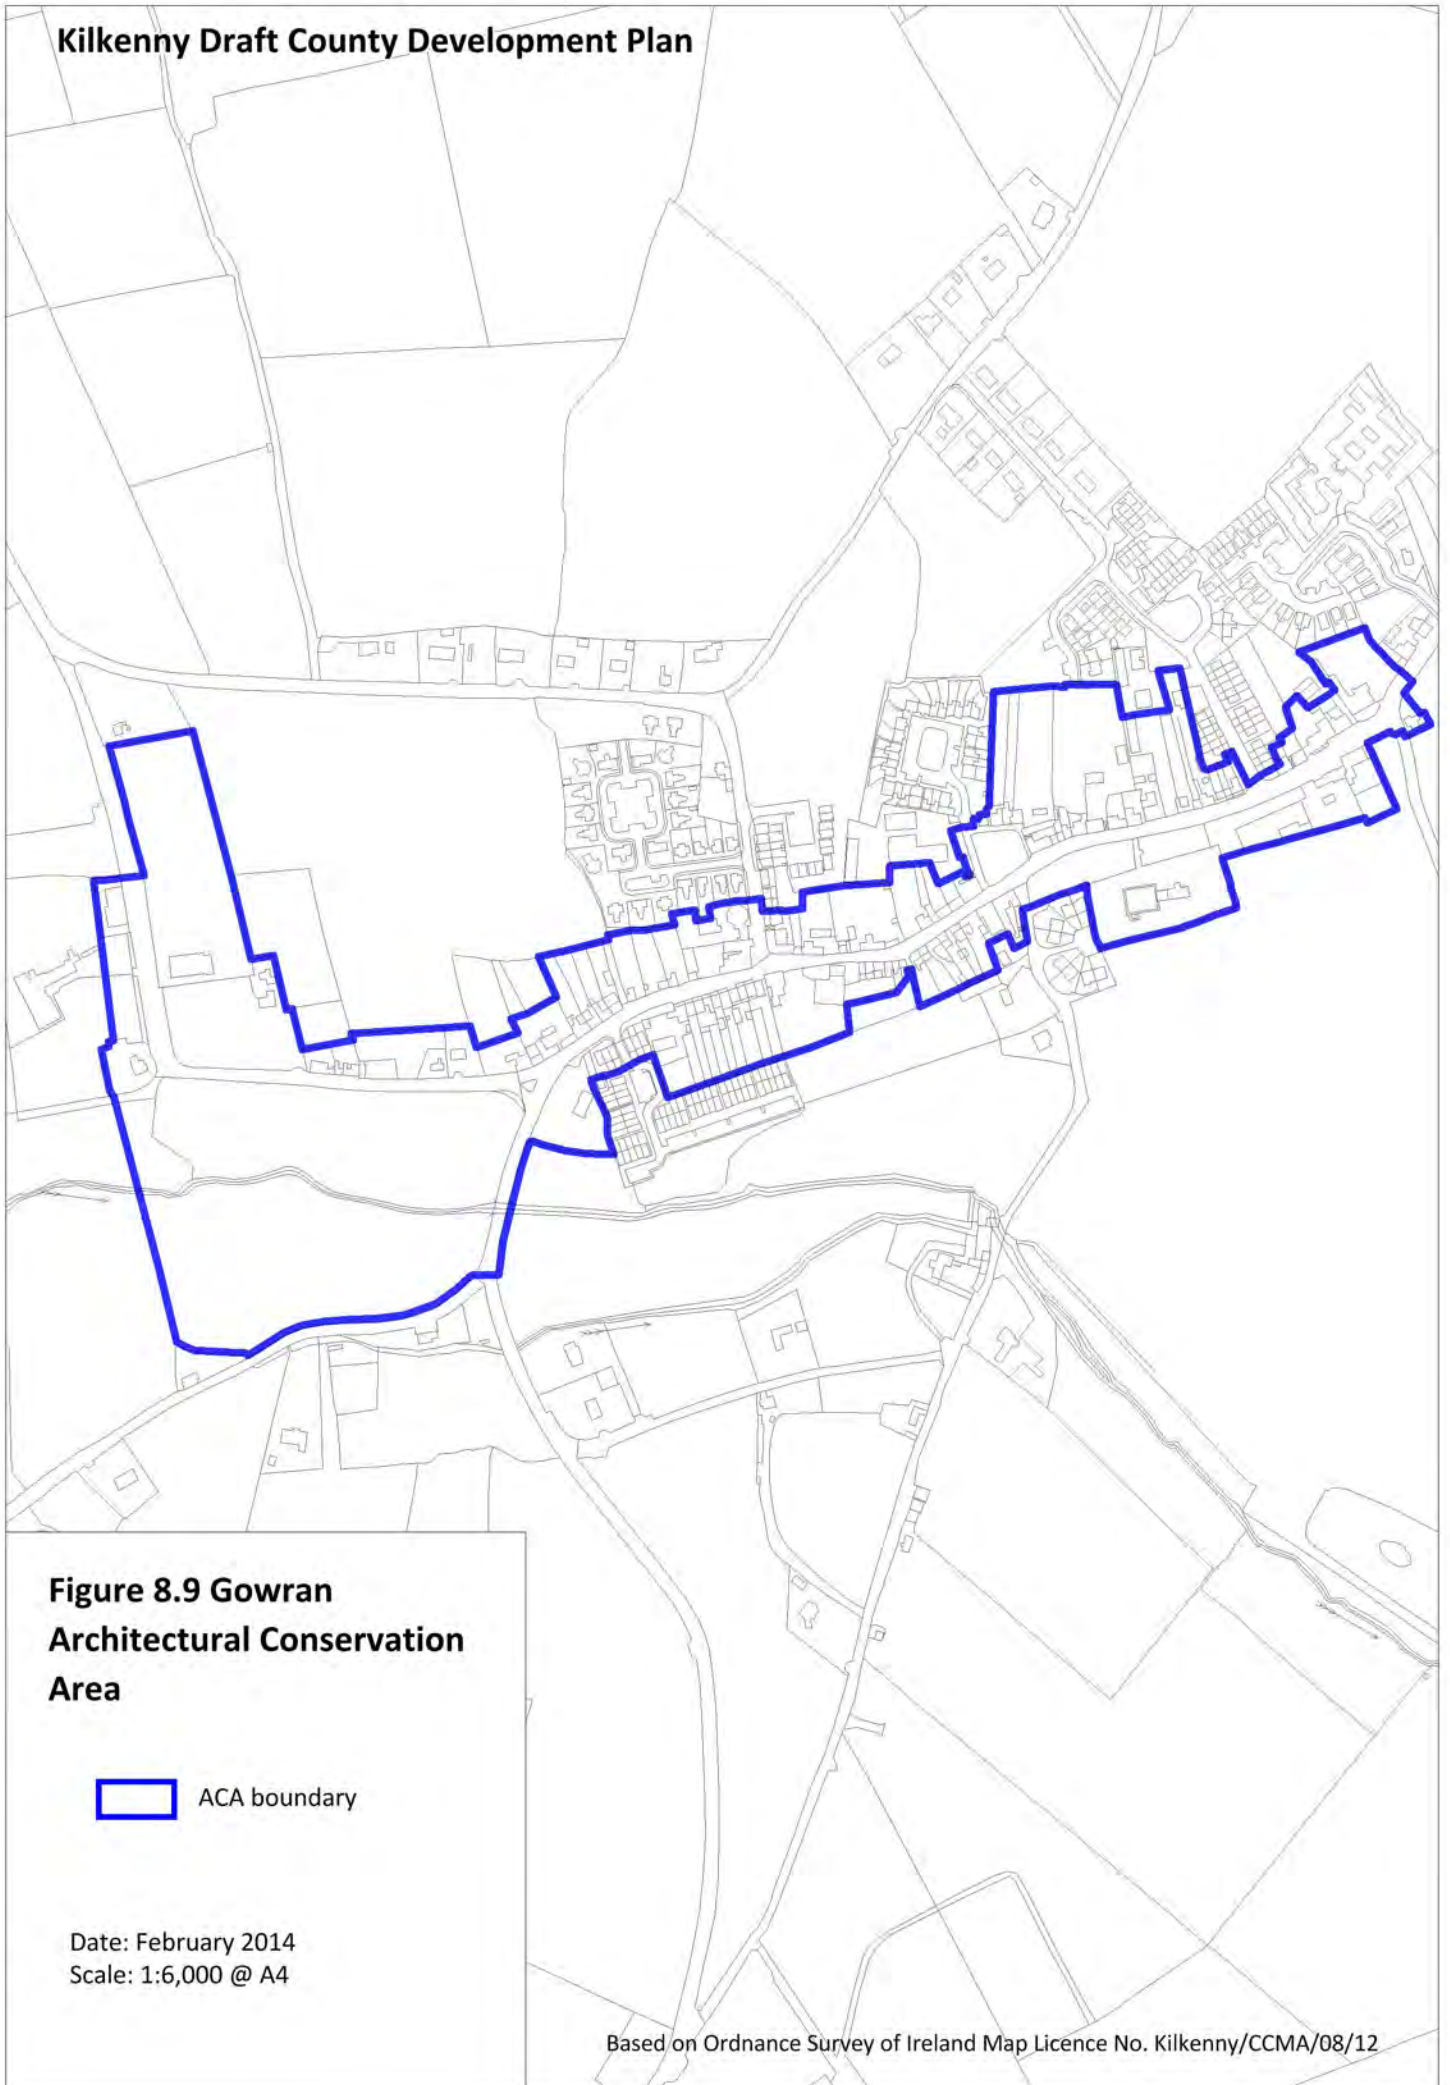 Kilkenny Draft County Development Plan
Figure 8.9 Gowran
Architectural Conservation
Area
ACA boundary
Date: February 2014
Scale: 1:6,000 @ A4
Based on Ordnance Survey of Ireland Map Licence No. Kilkenny/CCMA/08/12